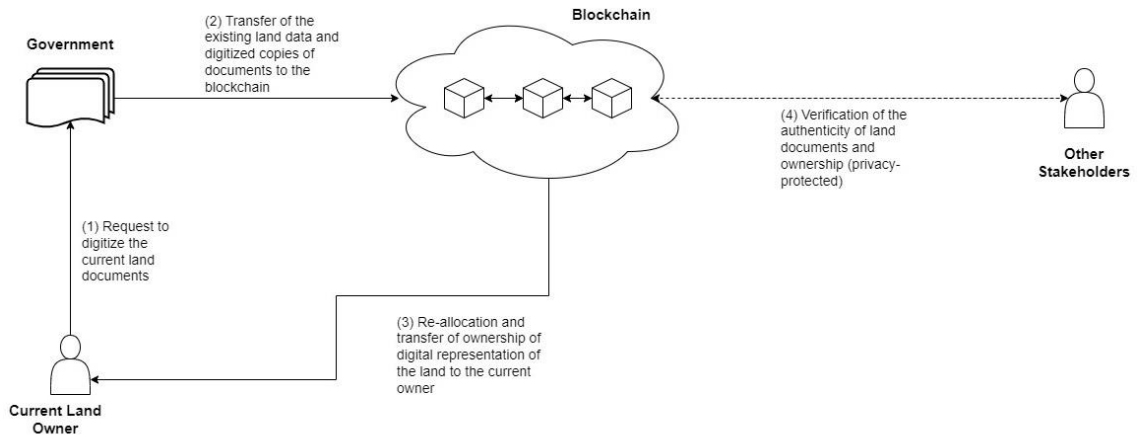 Blockchain
(2) Transfer of the
existing land data and
digitized copies of
documents to the
blockchain
Government
(4) Verification of the
authenticity of land
documents and
ownership (privacy-
protected)
Other
Stakeholders
(1) Request to
digitize the
current land
documents
(3) Re-allocation and
transfer of ownership of
digital representation of
the land to the current
owner
Current Land
Owner